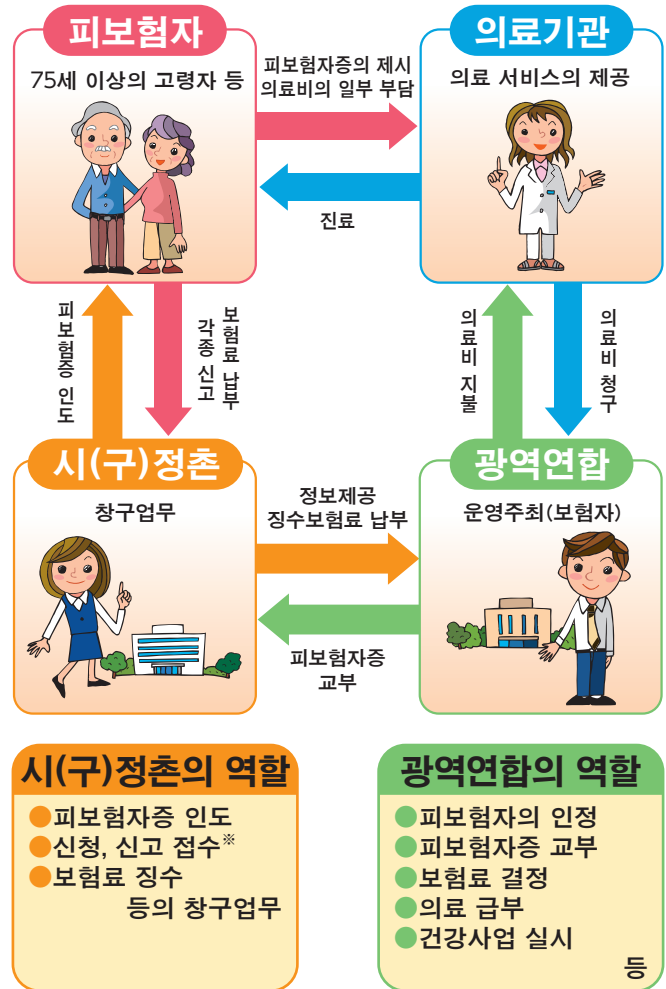 피보험자
75세 이상의 고령자 등
피보험자증의 제시
의료비의 일부 부담
의료기관
의료 서비스의 제공
진료
피보험증 인도
보험료 납부
각종 신고
의료비 지불
의료비 청구
시(구)정촌
창구업무
정보제공
징수보험료 납부
광역연합
운영주최(보험자)
피보험자증
교부
시(구)정촌의 역할
●피보험자증 인도
●신청, 신고 접수※
●보험료 징수
등의 창구업무
광역연합의 역할
●피보험자의 인정
●피보험자증 교부
●보험료 결정
●의료 급부
●건강사업 실시
등